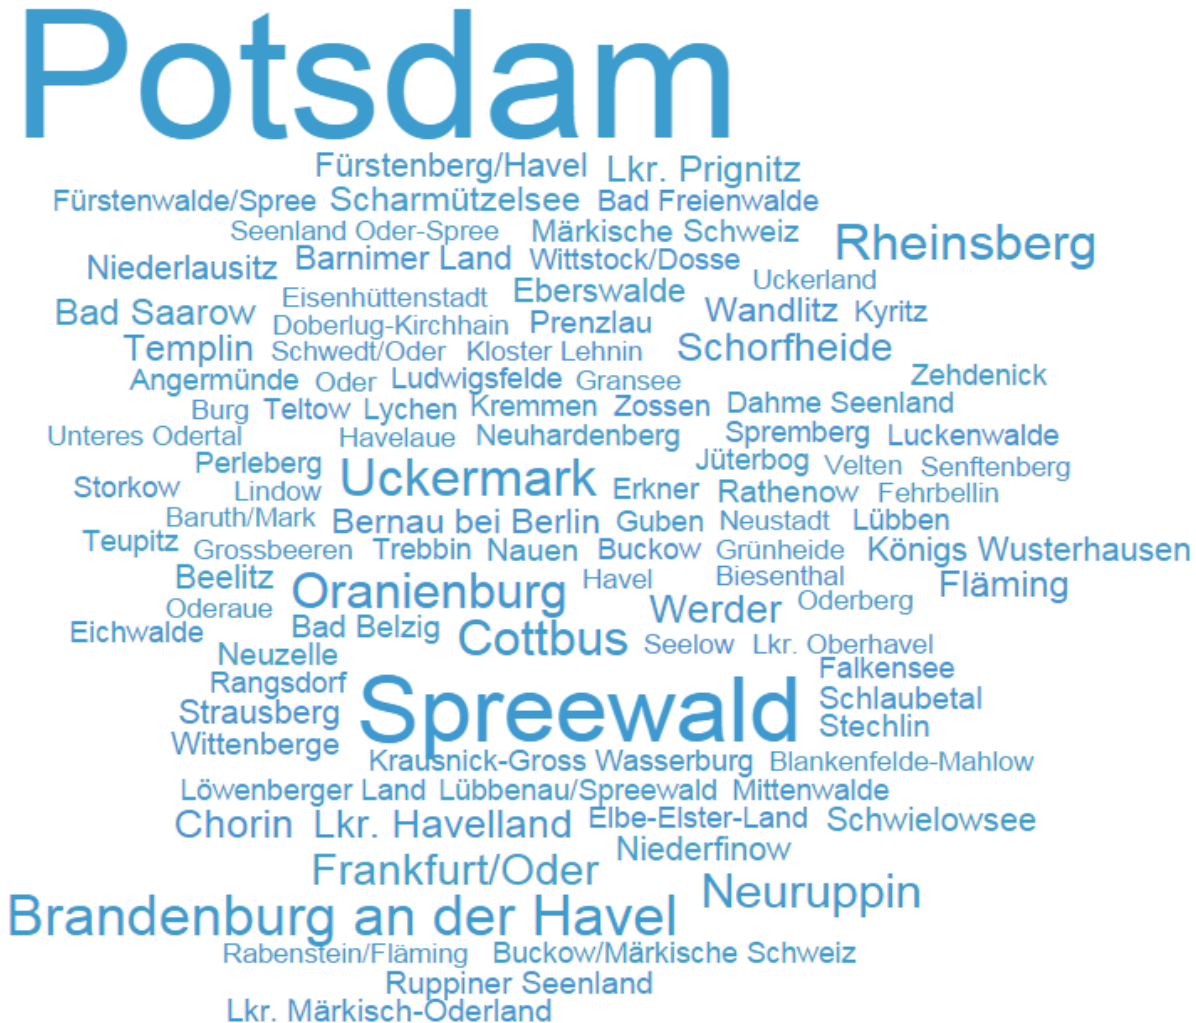 Potsdam
Fürstenberg/Havel Lkr. Prignitz
Fürstenwalde/Spree Scharmützelsee Bad Freienwalde
Seenland Oder-Spree Märkische Schweiz Rheinsberg
Niederlausitz Barnimer Land Wittstock/Dosse
Uckerland
Bad Saarow Eisenhüttenstadt Eberswalde Wandlitz Kyritz
Doberlug-Kirchhain Prenzlau
Templin Schwedt/Oder Kloster Lehnin Schorfheide
Angermünde Oder Ludwigsfelde Gransee Zehdenick
Burg Teltow Lychen Kremmen Zossen Dahme Seenland
Unteres Odertal Havelaue Neuhardenberg Spremberg Luckenwalde
Perleberg Uckermark Jüterbog Velten Senftenberg
Storkow Lindow Erkner Rathenow Fehrbellin
Baruth/Mark Bernau bei Berlin Guben Neustadt Lübben
Teupitz Grossbeeren Trebbin Nauen Buckow Grünheide Königs Wusterhausen
Beelitz Oranienburg Havel Biesenthal Fläming
Oderaue Werder Oderberg
Eichwalde Bad Belzig Cottbus Seelow Lkr. Oberhavel
Neuzelle Falkensee
Rangsdorf Spreewald Schlaubetal
Strausberg Stechlin
Wittenberge
Krausnick-Gross Wasserburg Blankenfelde-Mahlow
Löwenberger Land Lübbenau/Spreewald Mittenwalde
Chorin Lkr. Havelland Elbe-Elster-Land Schwielowsee
Niederfinow
Frankfurt/Oder
Neuruppin
Brandenburg an der Havel
Rabenstein/Fläming Buckow/Märkische Schweiz
Ruppiner Seenland
Lkr. Märkisch-Oderland